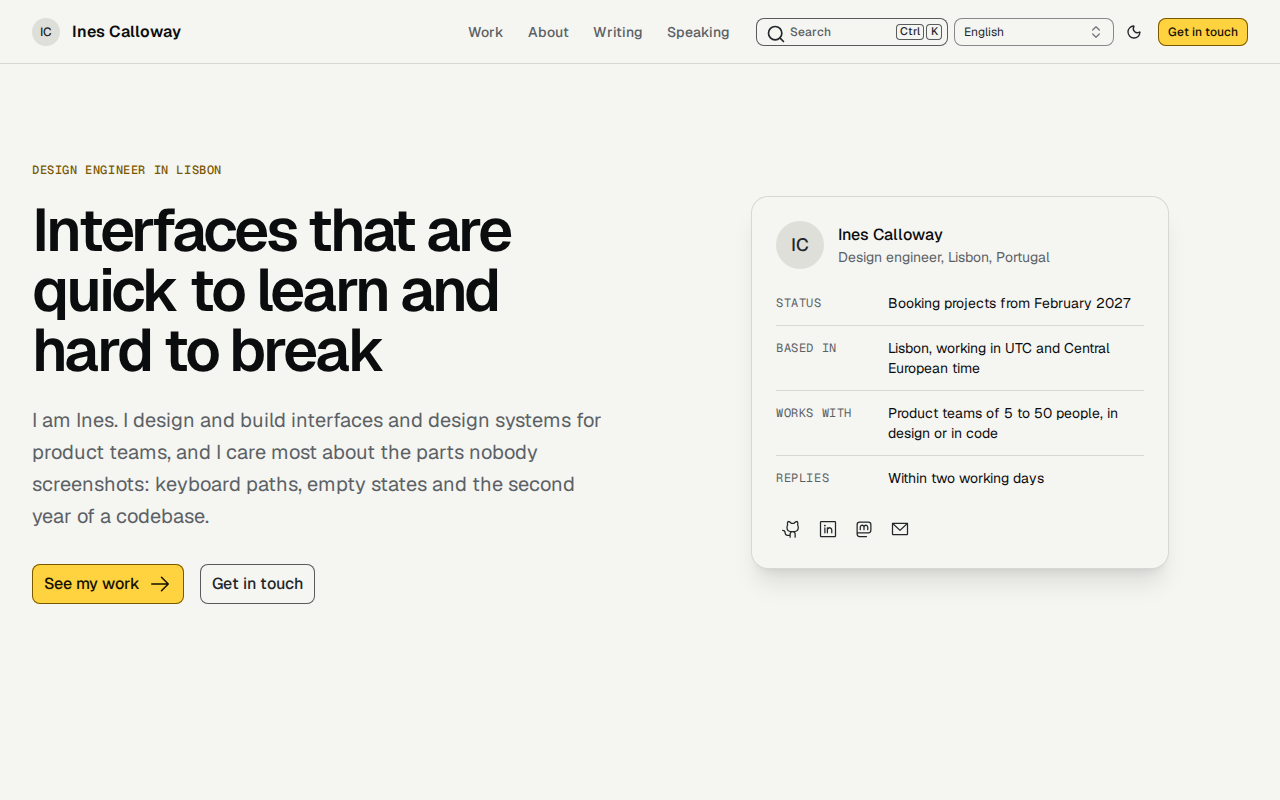 IC Ines Calloway Work About Writing Speaking Search Ctrl K English Get in touch
DESIGN ENGINEER IN LISBON
Interfaces that are
quick to learn and
hard to break
I am Ines. I design and build interfaces and design systems for
product teams, and I care most about the parts nobody
screenshots: keyboard paths, empty states and the second
year of a codebase.
See my work Get in touch
IC Ines Calloway
Design engineer, Lisbon, Portugal
STATUS Booking projects from February 2027
BASED IN Lisbon, working in UTC and Central
European time
WORKS WITH Product teams of 5 to 50 people, in
design or in code
REPLIES Within two working days